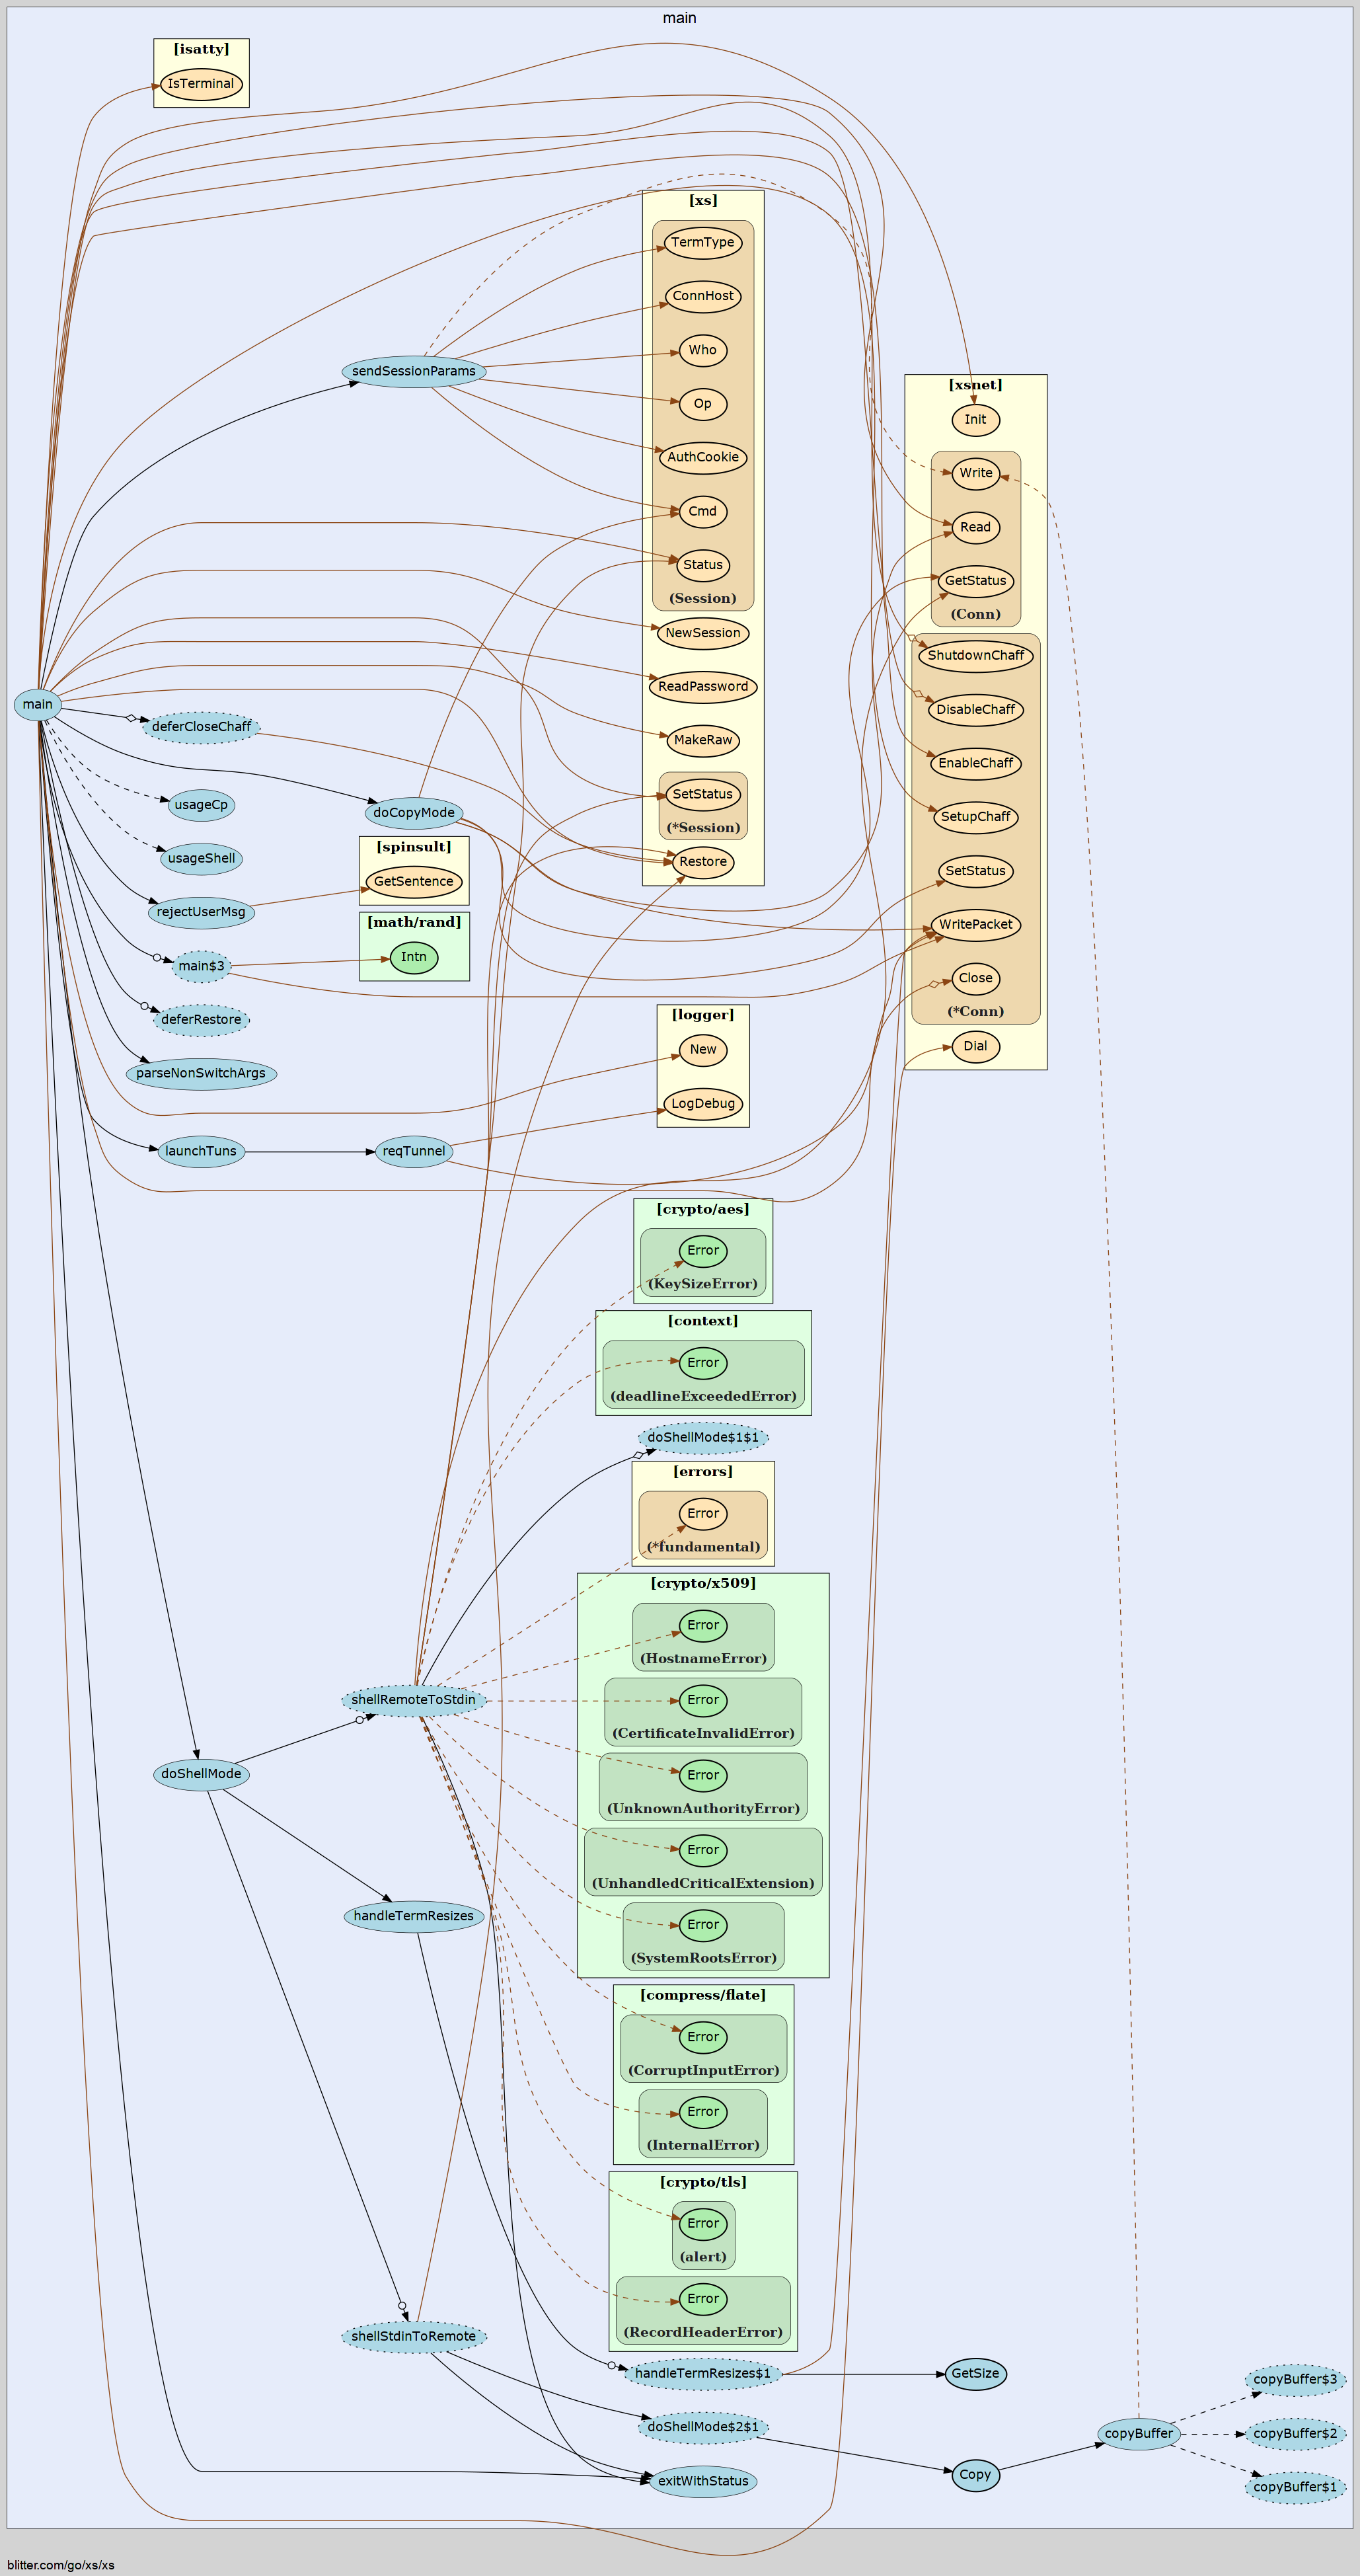 main
[isatty]
IsTerminal
[xs]
TermType
ConnHost
sendSessionParams
Who
[xsnet]
Op
Init
AuthCookie
Write
Cmd
Read
Status
GetStatus
(Session)
(Conn)
NewSession
ShutdownChaff
ReadPassword
main
DisableChaff
deferCloseChaff
MakeRaw
EnableChaff
SetStatus
usageCp
doCopyMode
SetupChaff
(*Session)
[spinsult]
usageShell
Restore
SetStatus
GetSentence
rejectUserMsg
[math/rand]
WritePacket
Intn
main$3
Close
[logger]
(*Conn)
deferRestore
New
Dial
parseNonSwitchArgs
LogDebug
launchTuns
reqTunnel
[crypto/aes]
Error
(KeySizeError)
[context]
Error
(deadlineExceededError)
doShellMode$1$1
[errors]
Error
(*fundamental)
[crypto/x509]
Error
(HostnameError)
shellRemoteToStdin
Error
(CertificateInvalidError)
doShellMode
Error
(UnknownAuthorityError)
Error
(UnhandledCriticalExtension)
handleTermResizes
Error
(SystemRootsError)
[compress/flate]
Error
(CorruptInputError)
Error
(InternalError)
[crypto/tls]
Error
(alert)
Error
(RecordHeaderError)
shellStdinToRemote
handleTermResizes$1
GetSize
copyBuffer$3
doShellMode$2$1
copyBuffer
copyBuffer$2
Copy
exitWithStatus
copyBuffer$1
blitter.com/go/xs/xs